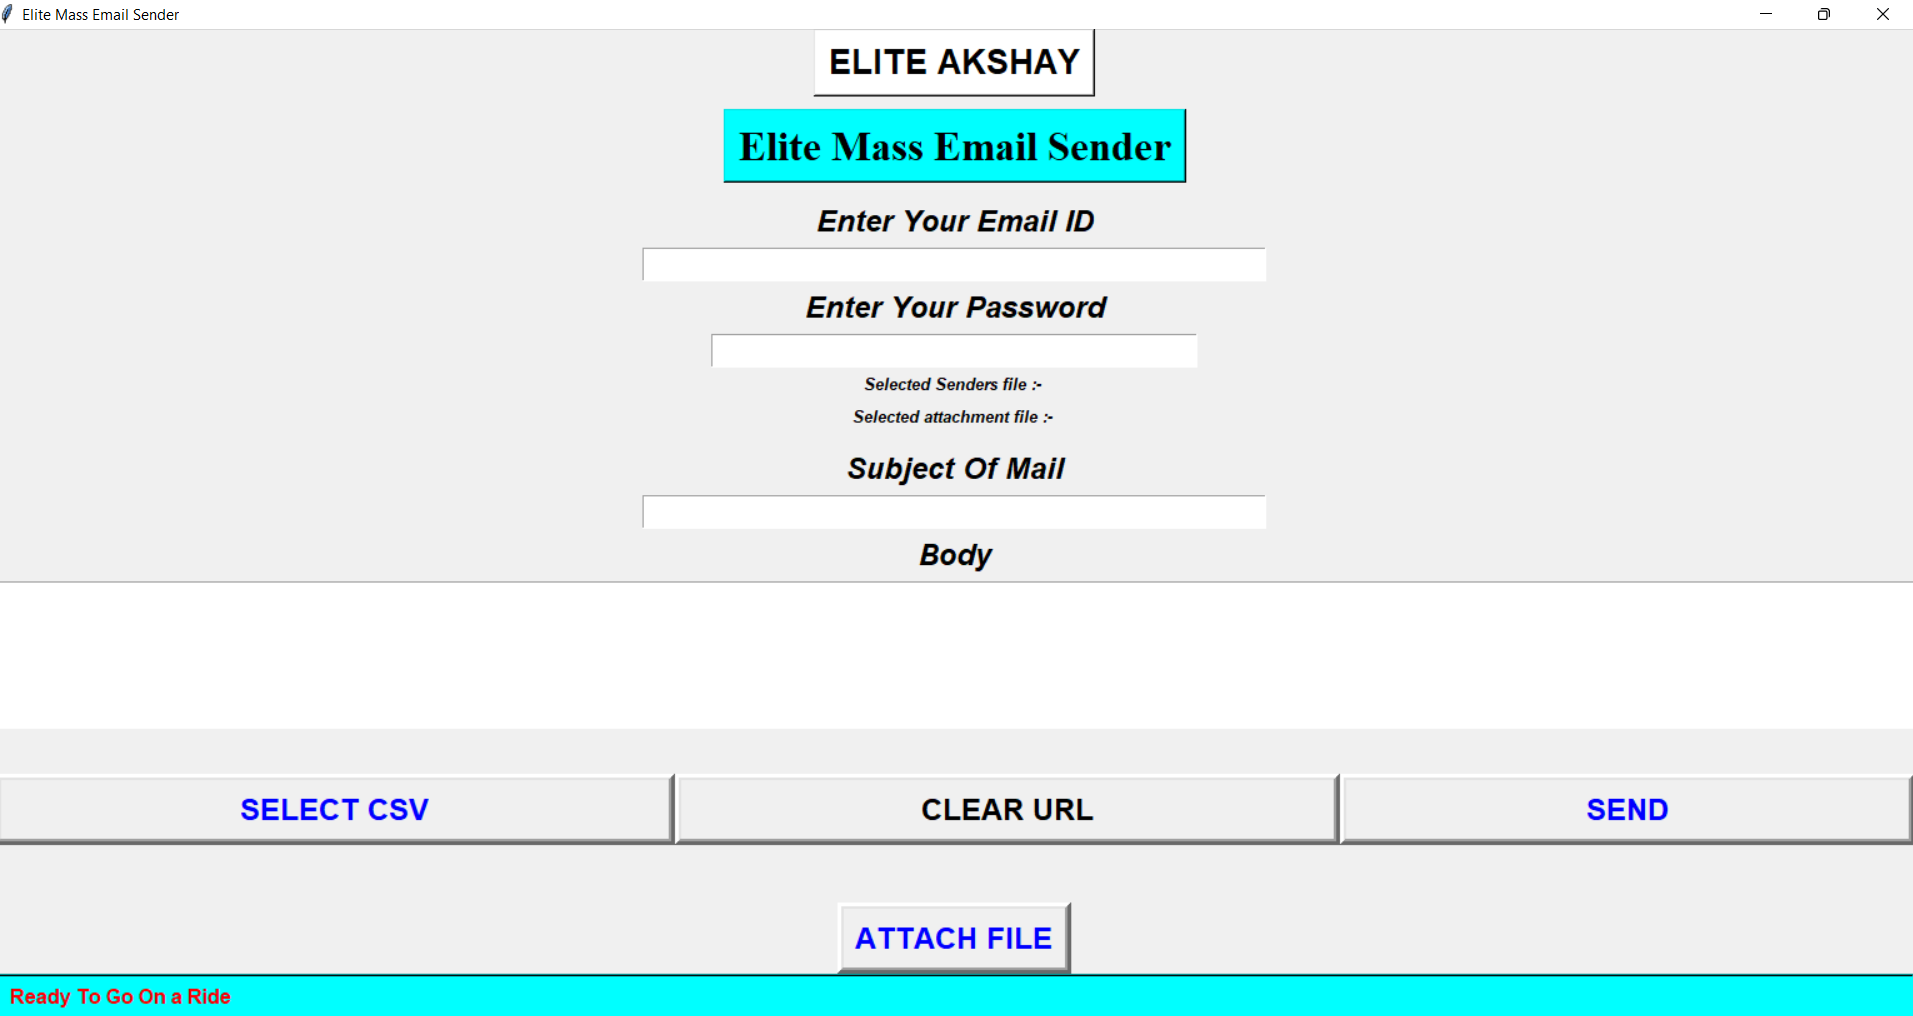 Elite Mass Email Sender
ELITE AKSHAY
Elite Mass Email Sender
Enter Your Email ID
Enter Your Password
Selected Senders file :-
Selected attachment file :-
Subject Of Mail
Body
SELECT CSV
CLEAR URL
SEND
ATTACH FILE
Ready To Go On a Ride